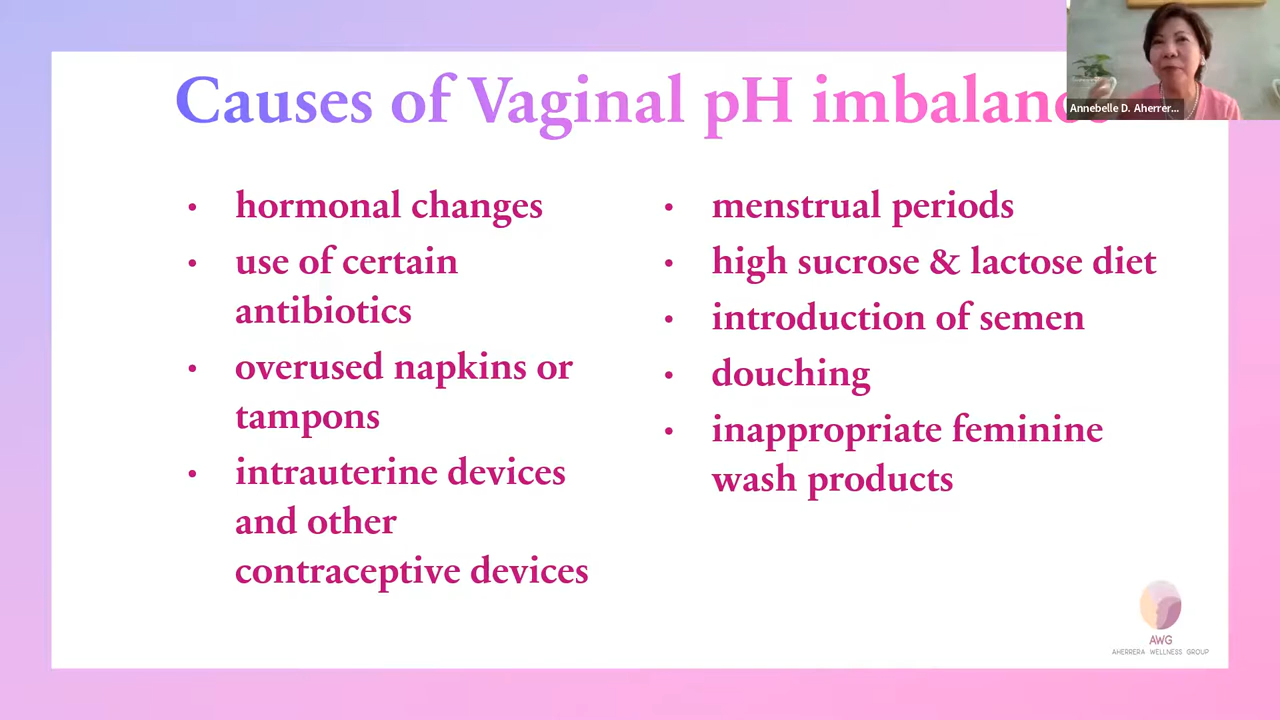 Causes of Vaginal pH imbalance
Annebelle D. Aherrer...
• hormonal changes
• use of certain
antibiotics
• overused napkins or
tampons
• intrauterine devices
and other
contraceptive devices
• menstrual periods
• high sucrose & lactose diet
• introduction of semen
• douching
• inappropriate feminine
wash products
AWG
AHERRERA WELLNESS GROUP